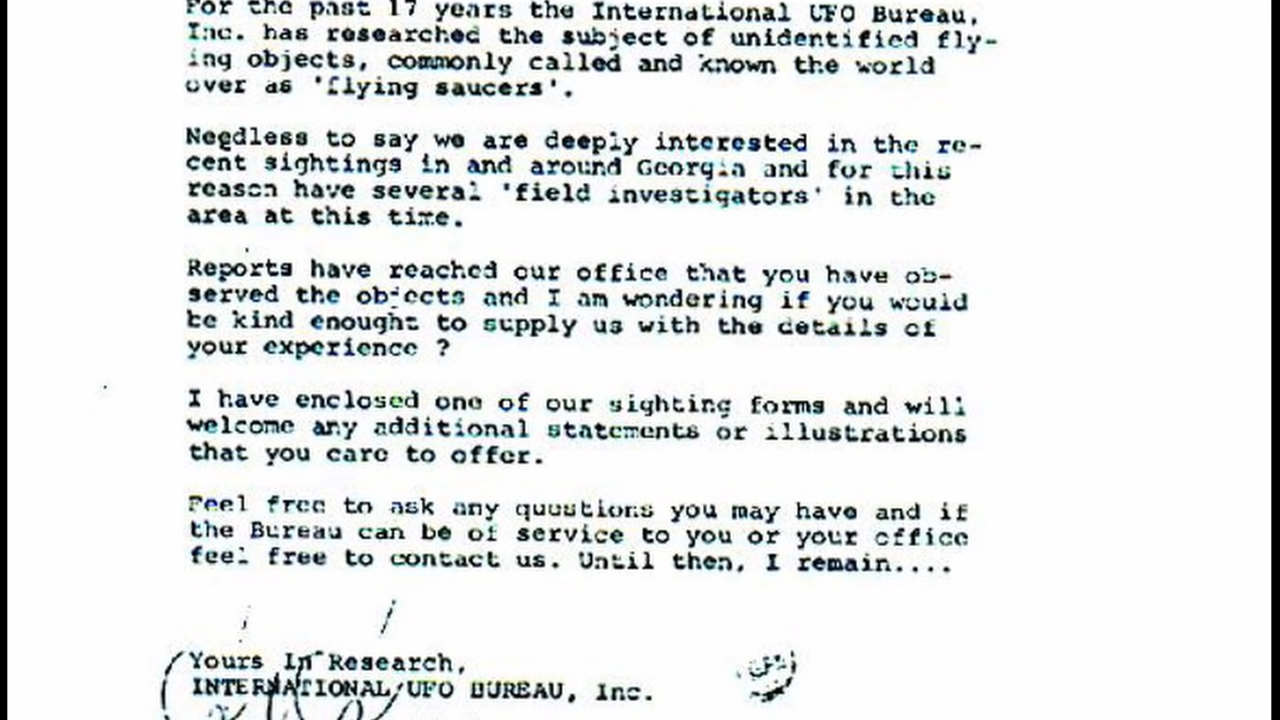 For the past 17 years the International UFO Bureau,
Inc. has researched the subject of unidentified fly-
ing objects, commonly called and known the world
over as 'flying saucers'.
Needless to say we are deeply interested in the re-
cent sightings in and around Georgia and for this
reason have several 'field investigators' in the
area at this time.
Reports have reached our office that you have ob-
served the objects and I am wondering if you would
be kind enought to supply us with the details of
your experience ?
I have enclosed one of our sighting forms and will
welcome any additional statements or illustrations
that you care to offer.
Feel free to ask any questions you may have and if
the Bureau can be of service to you or your office
feel free to contact us. Until then, I remain....
Yours In Research,
INTERNATIONAL UFO BUREAU, Inc.